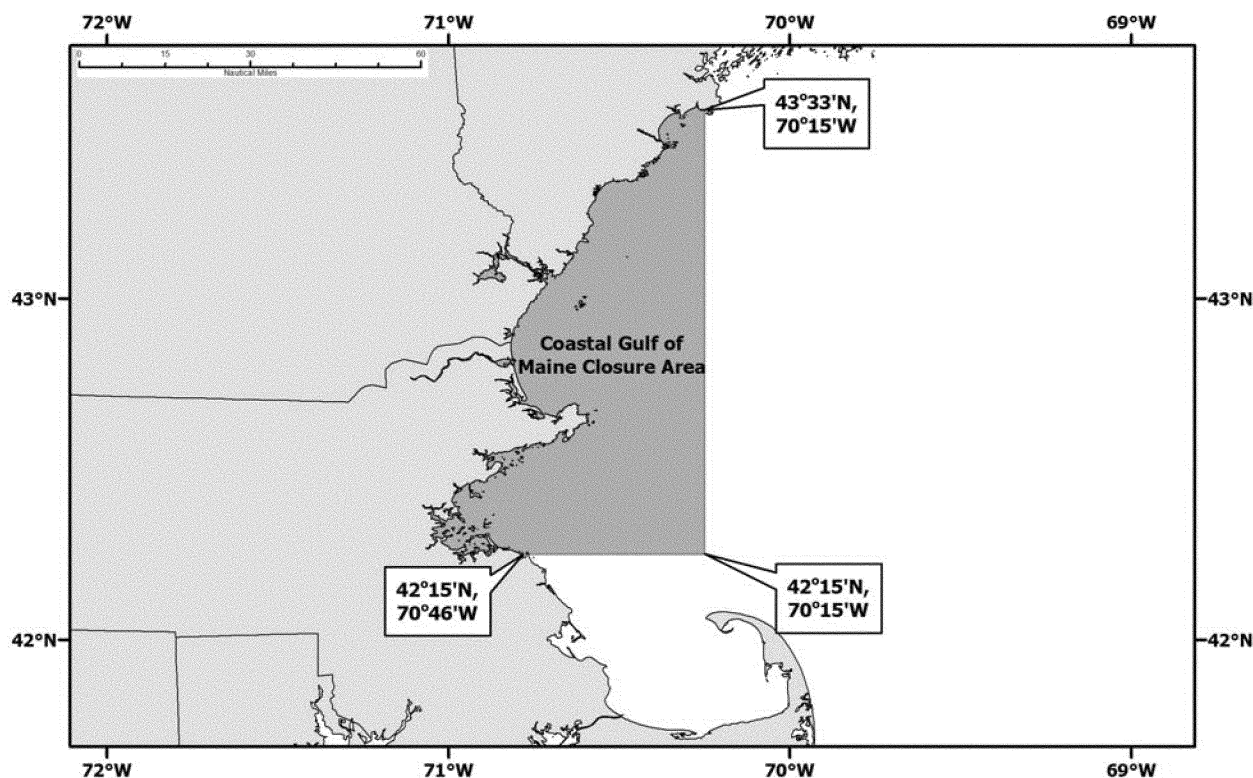 72°W 71°W 70°W 69°W
0 15 30 60
Nautical Miles
43°33'N,
70°15'W
43°N 43°N
Coastal Gulf of
Maine Closure Area
42°15'N,
70°46'W
42°15'N,
70°15'W
42°N 42°N
72°W 71°W 70°W 69°W